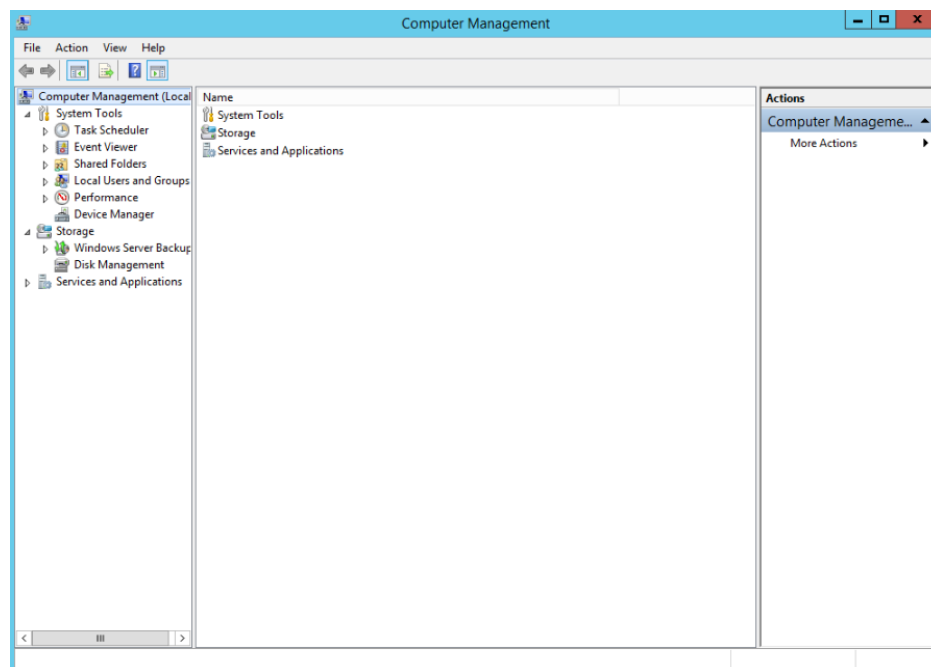 Computer Management
File Action View Help
Computer Management (Local
System Tools
Task Scheduler
Event Viewer
Shared Folders
Local Users and Groups
Performance
Device Manager
Storage
Windows Server Backup
Disk Management
Services and Applications
Name
System Tools
Storage
Services and Applications
Actions
Computer Manageme...
More Actions